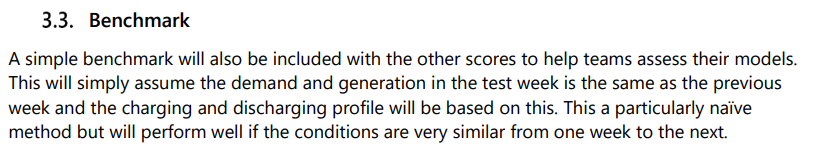 3.3. Benchmark
A simple benchmark will also be included with the other scores to help teams assess their models.
This will simply assume the demand and generation in the test week is the same as the previous
week and the charging and discharging profile will be based on this. This a particularly naïve
method but will perform well if the conditions are very similar from one week to the next.